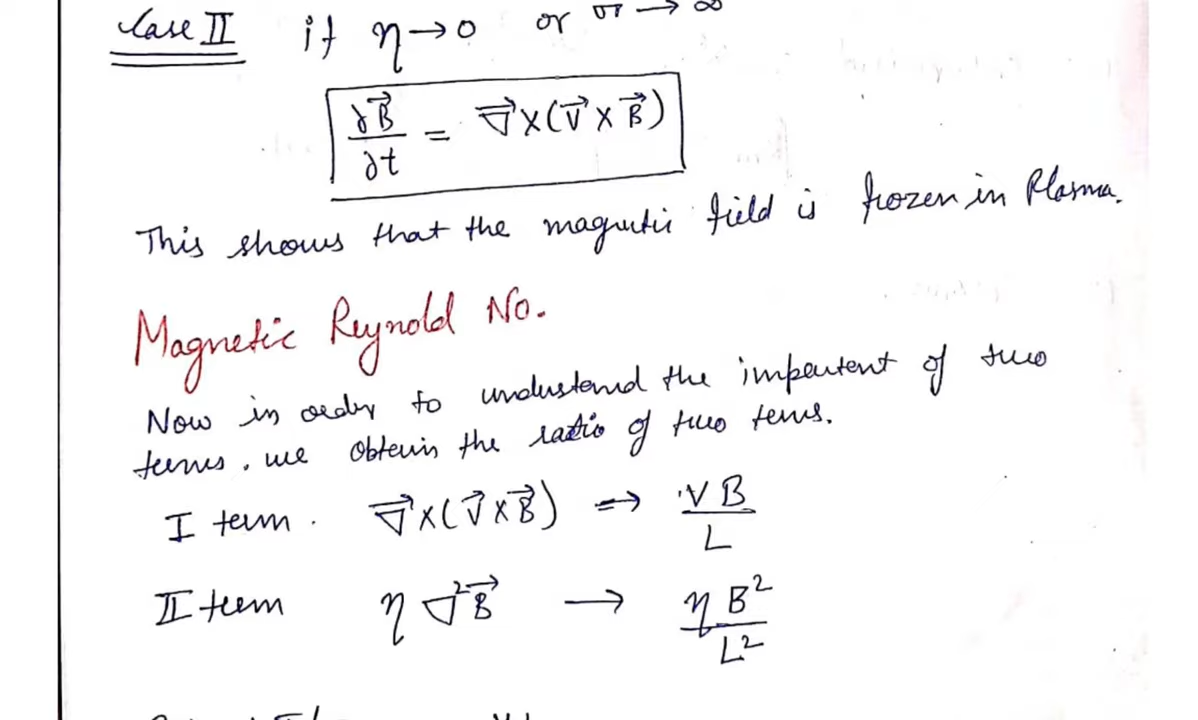 Case II if η→0 or σ→∞
∂B⃗/∂t = ∇⃗×(V⃗×B⃗)
This shows that the magnetic field is frozen in Plasma.
Magnetic Reynold No.
Now in order to understand the impentent of two
terms, we obtain the ratio of two terms.
I term. ∇⃗×(V⃗×B⃗) ⇒ VB/L
II term η∇²B⃗ → ηB²/L²